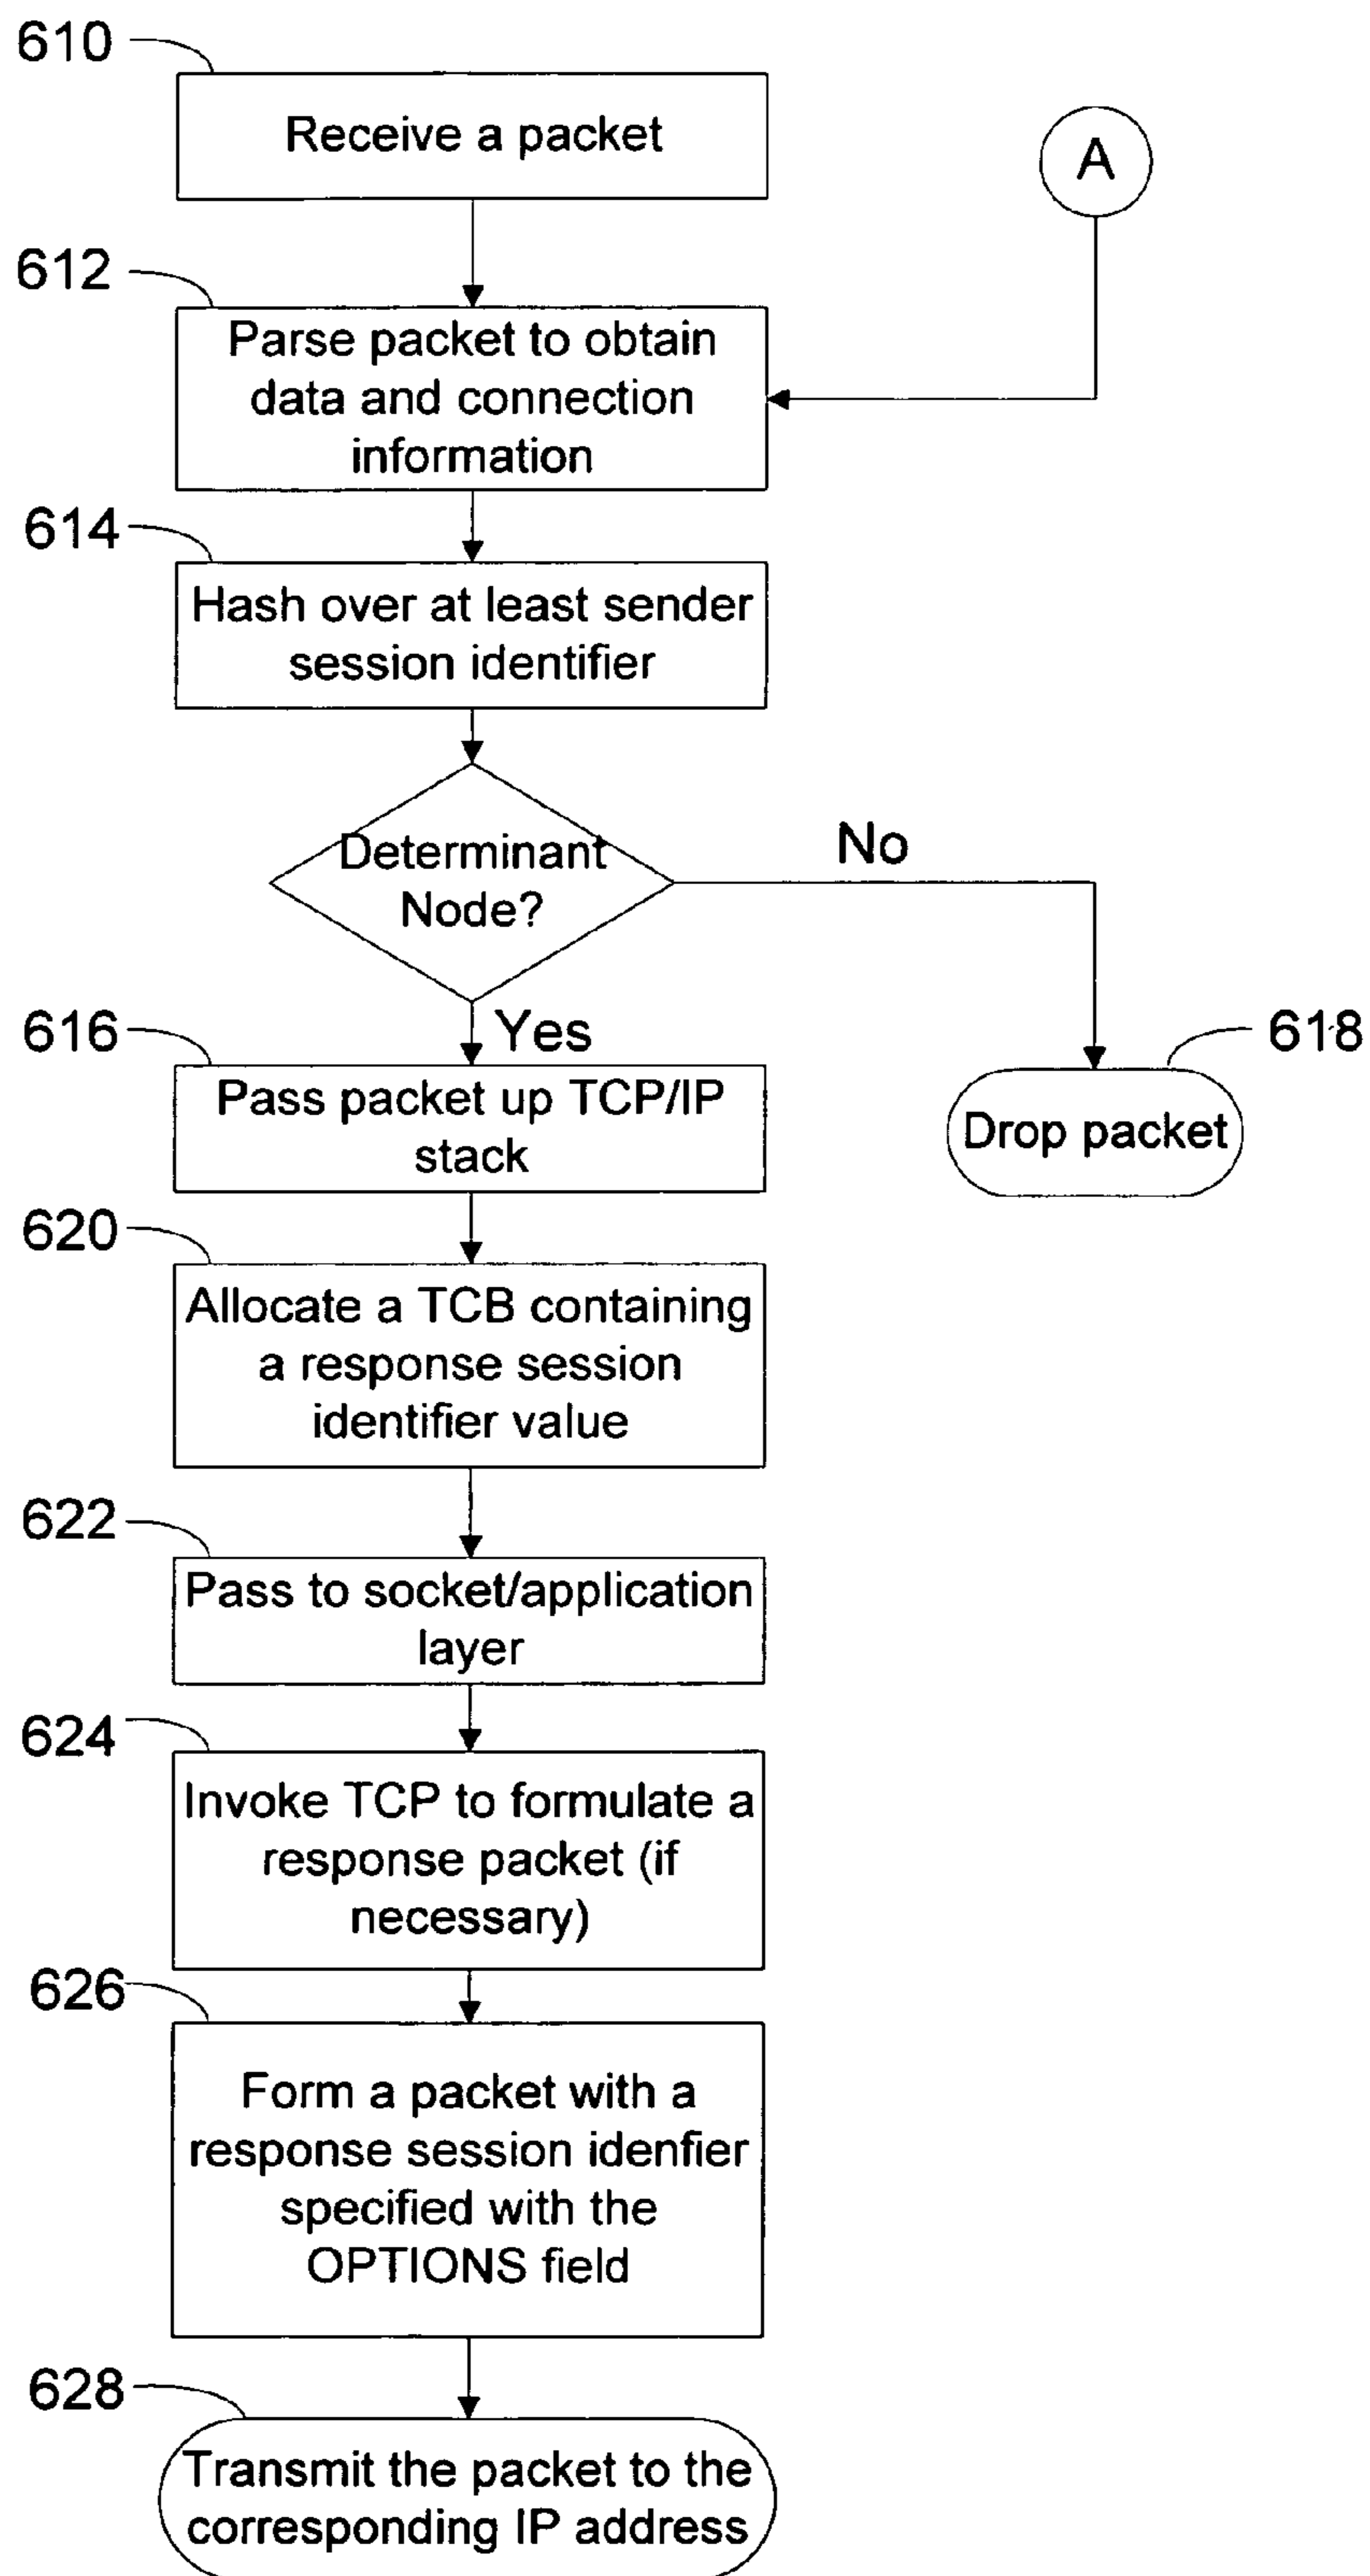 610
Receive a packet
A
612
Parse packet to obtain
data and connection
information
614
Hash over at least sender
session identifier
Determinant
Node?
No
Yes
616
Pass packet up TCP/IP
stack
618
Drop packet
620
Allocate a TCB containing
a response session
identifier value
622
Pass to socket/application
layer
624
Invoke TCP to formulate a
response packet (if
necessary)
626
Form a packet with a
response session idenfier
specified with the
OPTIONS field
628
Transmit the packet to the
corresponding IP address